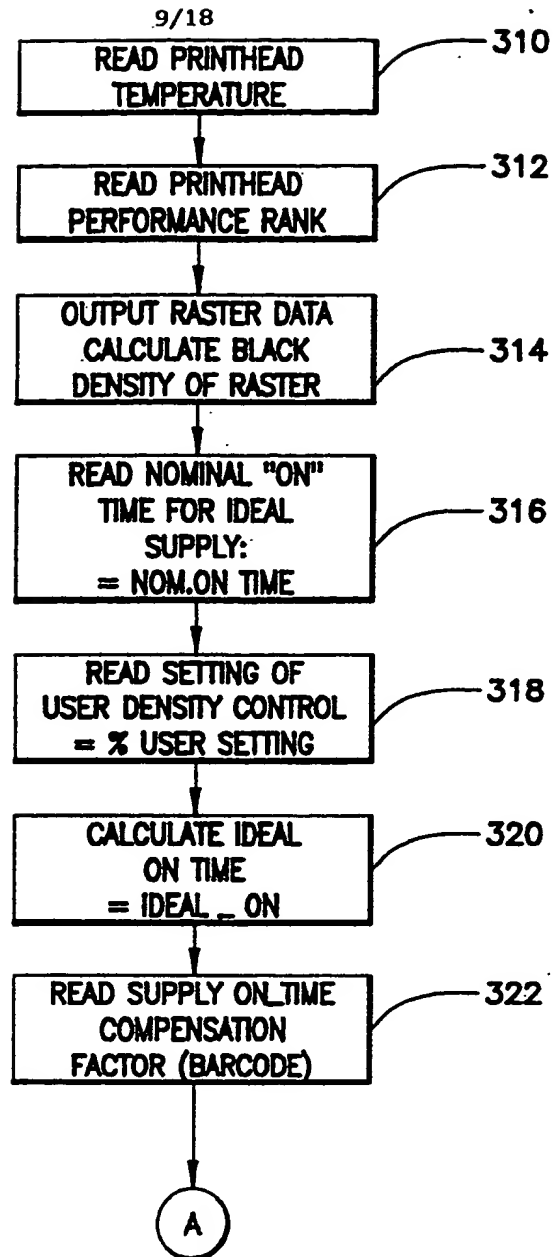 9/18
READ PRINTHEAD
TEMPERATURE
310
READ PRINTHEAD
PERFORMANCE RANK
312
OUTPUT RASTER DATA
CALCULATE BLACK
DENSITY OF RASTER
314
READ NOMINAL "ON"
TIME FOR IDEAL
SUPPLY:
= NOM.ON TIME
316
READ SETTING OF
USER DENSITY CONTROL
= % USER SETTING
318
CALCULATE IDEAL
ON TIME
= IDEAL _ ON
320
READ SUPPLY ON_TIME
COMPENSATION
FACTOR (BARCODE)
322
A